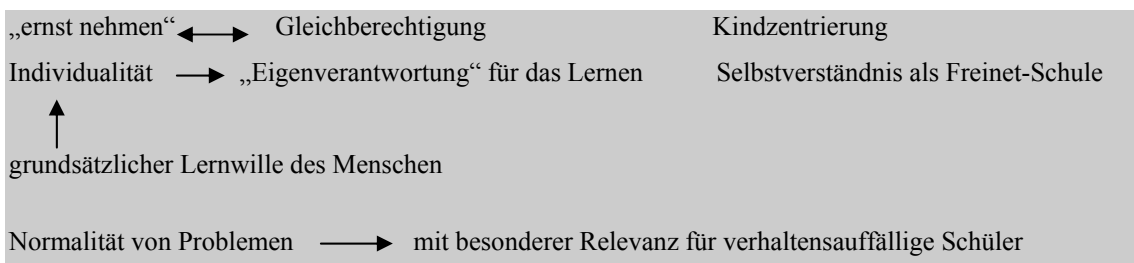 „ernst nehmen“ Gleichberechtigung Kindzentrierung
Individualität „Eigenverantwortung“ für das Lernen Selbstverständnis als Freinet-Schule
grundsätzlicher Lernwille des Menschen
Normalität von Problemen mit besonderer Relevanz für verhaltensauffällige Schüler